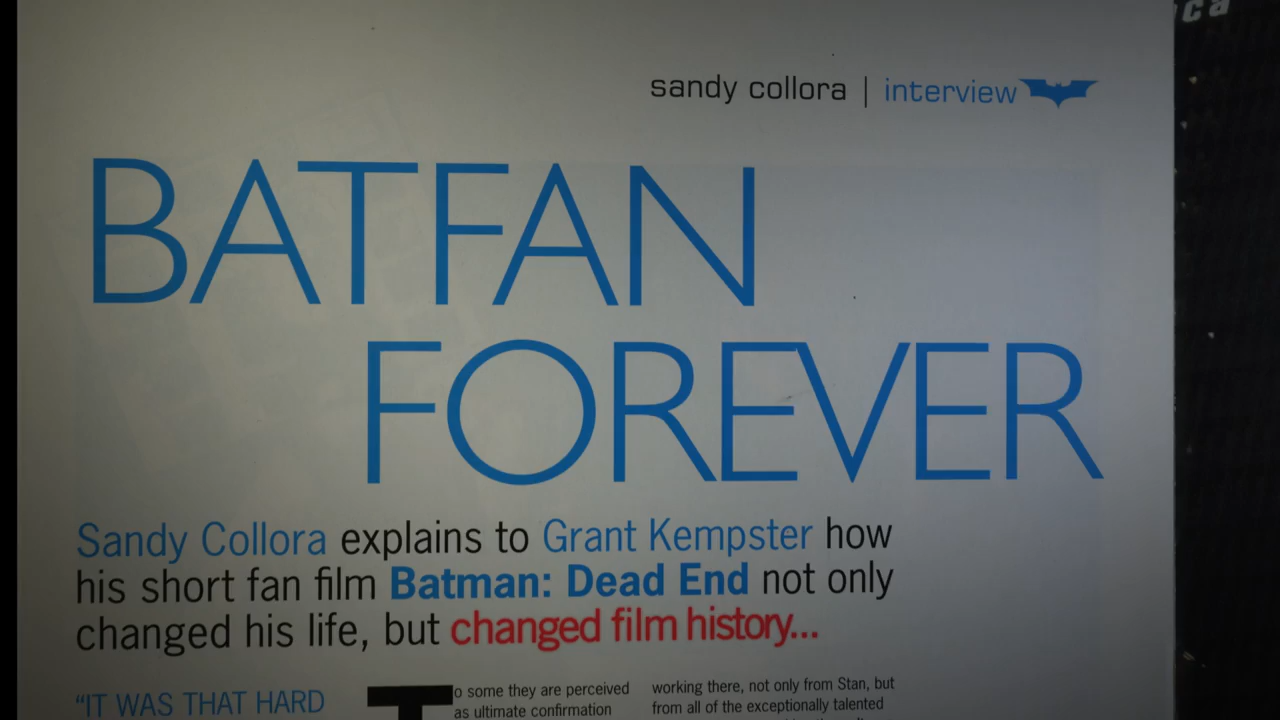 ca
sandy collora | interview
BATFAN
FOREVER
Sandy Collora explains to Grant Kempster how
his short fan film Batman: Dead End not only
changed his life, but changed film history...
“IT WAS THAT HARD
To some they are perceived
as ultimate confirmation
working there, not only from Stan, but
from all of the exceptionally talented